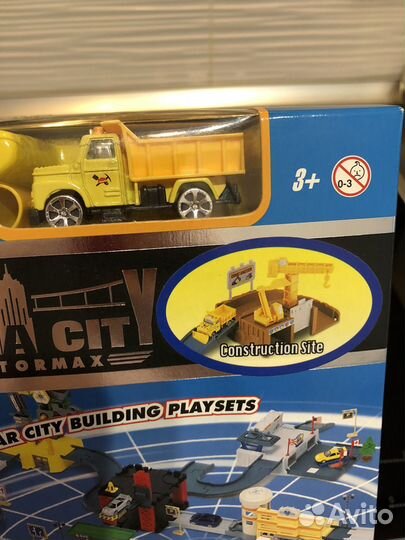 3+
0-3
A CITY
TORMAX
Construction Site
AR CITY BUILDING PLAYSETS
Avito